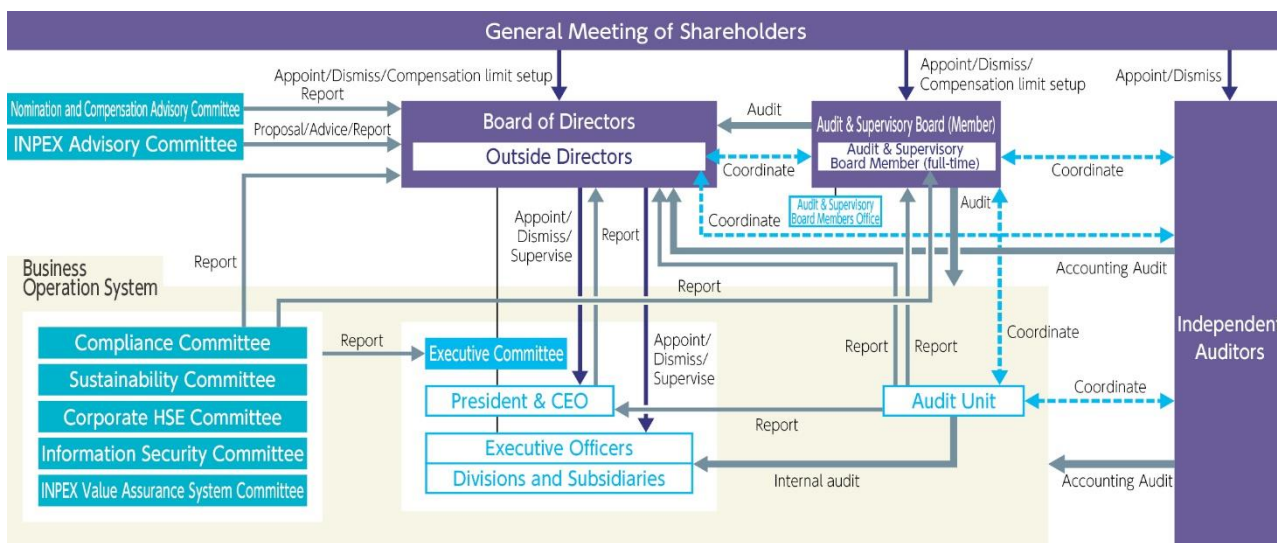 General Meeting of Shareholders
Appoint/Dismiss/Compensation limit setup
Appoint/Dismiss/
Compensation limit setup
Appoint/Dismiss
Nomination and Compensation Advisory Committee
Report
INPEX Advisory Committee
Proposal/Advice/Report
Board of Directors
Outside Directors
Audit
Audit & Supervisory Board (Member)
Audit & Supervisory
Board Member (full-time)
Coordinate
Coordinate
Audit & Supervisory
Board Members Office
Audit
Coordinate
Appoint/
Dismiss/
Supervise
Report
Report
Accounting Audit
Business
Operation System
Report
Compliance Committee
Sustainability Committee
Corporate HSE Committee
Information Security Committee
INPEX Value Assurance System Committee
Report
Executive Committee
Appoint/
Dismiss/
Supervise
Report
Report
Coordinate
Independent
Auditors
President & CEO
Report
Audit Unit
Coordinate
Executive Officers
Divisions and Subsidiaries
Internal audit
Accounting Audit